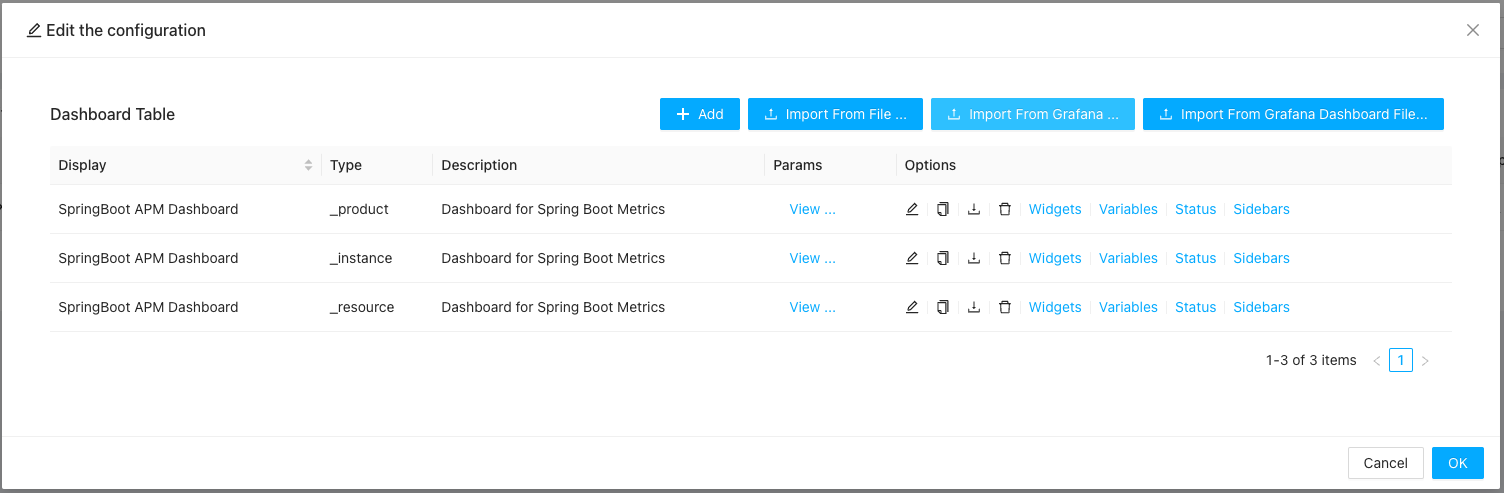 Edit the configuration
Dashboard Table
Add
Import From File ...
Import From Grafana ...
Import From Grafana Dashboard File...
Display Type Description Params Options
SpringBoot APM Dashboard _product Dashboard for Spring Boot Metrics View ... Widgets Variables Status Sidebars
SpringBoot APM Dashboard _instance Dashboard for Spring Boot Metrics View ... Widgets Variables Status Sidebars
SpringBoot APM Dashboard _resource Dashboard for Spring Boot Metrics View ... Widgets Variables Status Sidebars
1-3 of 3 items < 1 >
Cancel OK